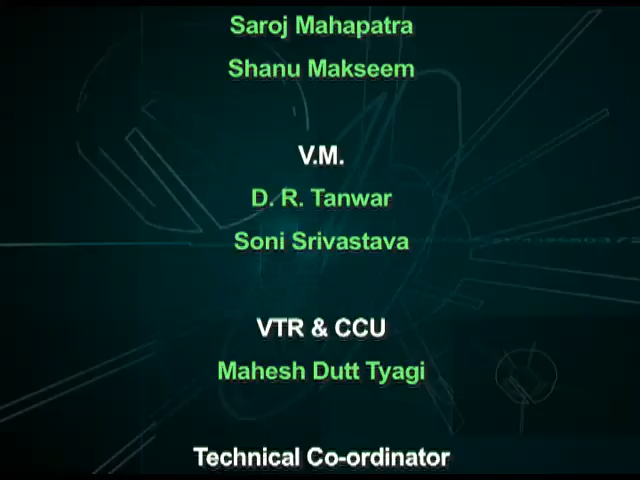 Saroj Mahapatra
Shanu Makseem
V.M.
D. R. Tanwar
Soni Srivastava
VTR & CCU
Mahesh Dutt Tyagi
Technical Co-ordinator